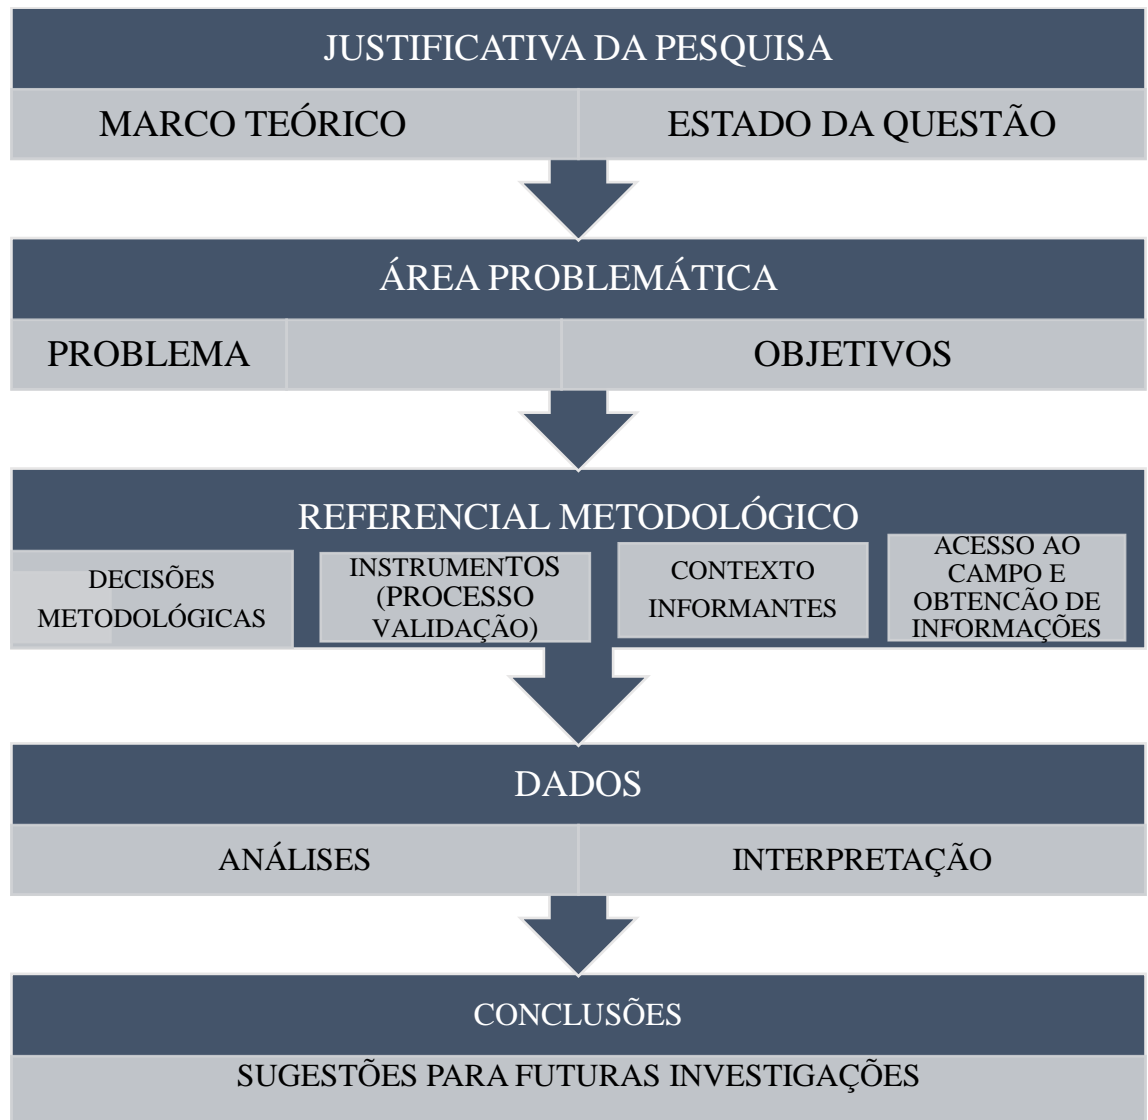 JUSTIFICATIVA DA PESQUISA
MARCO TEÓRICO
ESTADO DA QUESTÃO
ÁREA PROBLEMÁTICA
PROBLEMA
OBJETIVOS
REFERENCIAL METODOLÓGICO
DECISÕES
METODOLÓGICAS
INSTRUMENTOS
(PROCESSO
VALIDAÇÃO)
CONTEXTO
INFORMANTES
ACESSO AO
CAMPO E
OBTENCÃO DE
INFORMAÇÕES
DADOS
ANÁLISES
INTERPRETAÇÃO
CONCLUSÕES
SUGESTÕES PARA FUTURAS INVESTIGAÇÕES